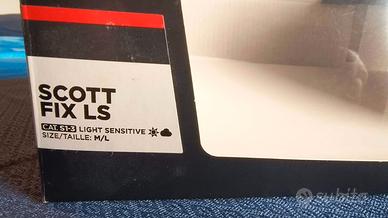 SCOTT
FIX LS
CAT. S1-3 LIGHT SENSITIVE
SIZE/TAILLE: M/L
subito